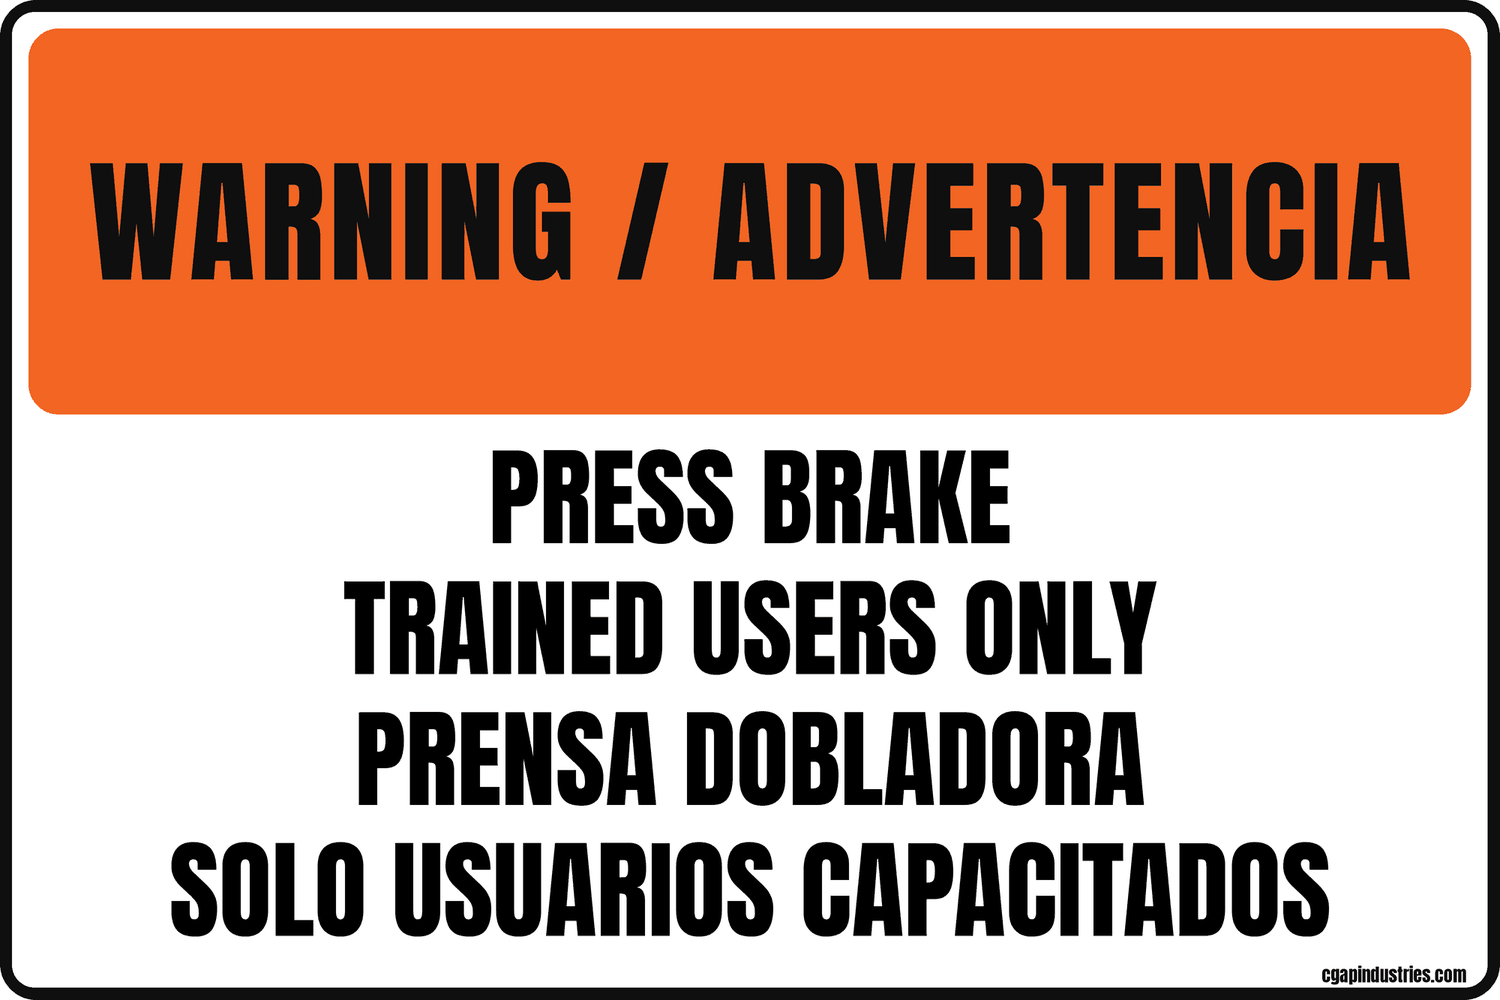 WARNING / ADVERTENCIA
PRESS BRAKE
TRAINED USERS ONLY
PRENSA DOBLADORA
SOLO USUARIOS CAPACITADOS
cgapindustries.com